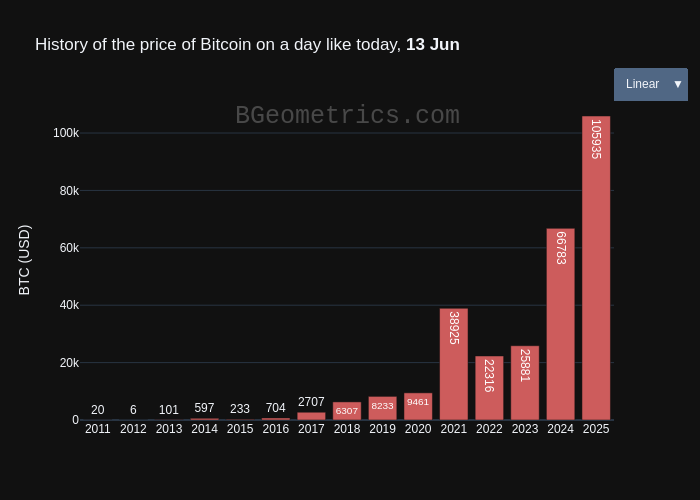 History of the price of Bitcoin on a day like today, 13 Jun
Linear ▼
BGeometrics.com
BTC (USD)
100k
80k
60k
40k
20k
0
20 6 101 597 233 704 2707 6307 8233 9461 38925 22316 25881 66783 105935
2011 2012 2013 2014 2015 2016 2017 2018 2019 2020 2021 2022 2023 2024 2025